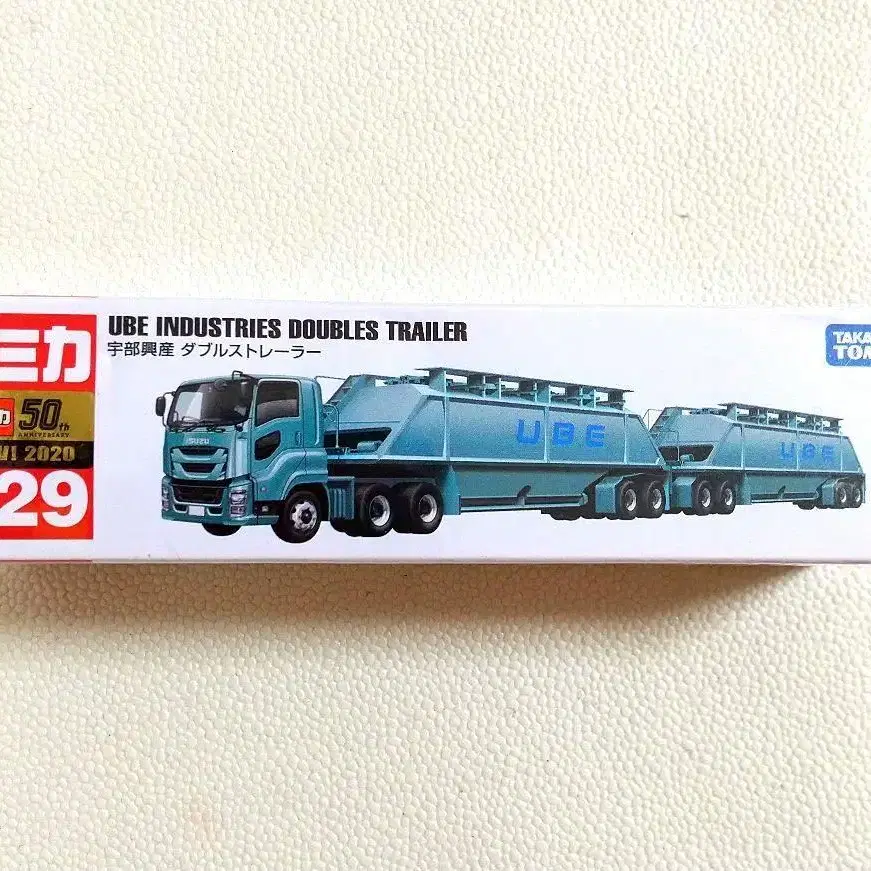 UBE INDUSTRIES DOUBLES TRAILER
宇部興産 ダブルストレーラー
ミカ
50th
ANNIVERSARY
2020
29
ISUZU
UBE
UBE
TAKA
TOM